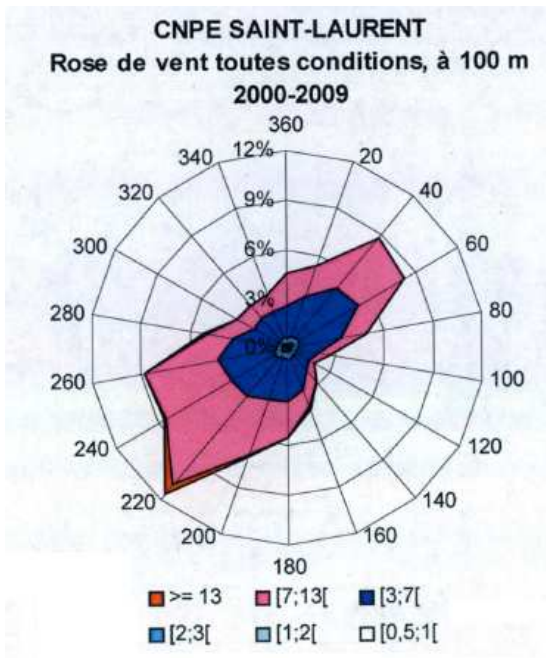 CNPE SAINT-LAURENT
Rose de vent toutes conditions, à 100 m
2000-2009
360
340 12% 20
320 9% 40
300 6% 60
280 3% 80
0%
260 100
240 120
220 140
200 160
180
>= 13 [7;13[ [3;7[
[2;3[ [1;2[ [0,5;1[